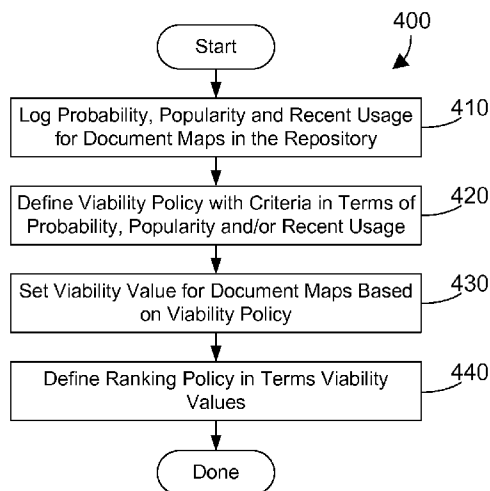 400
Start
Log Probability, Popularity and Recent Usage
for Document Maps in the Repository
410
Define Viability Policy with Criteria in Terms of
Probability, Popularity and/or Recent Usage
420
Set Viability Value for Document Maps Based
on Viability Policy
430
Define Ranking Policy in Terms Viability
Values
440
Done